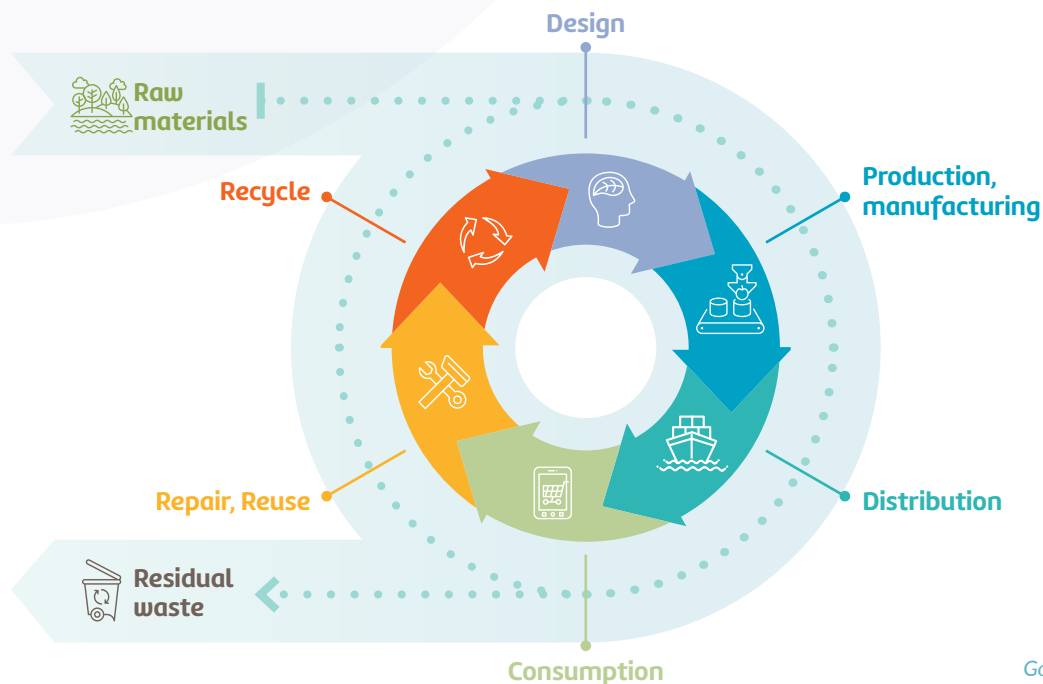 Design
Raw
materials
Recycle
Production,
manufacturing
Repair, Reuse
Distribution
Residual
waste
Consumption